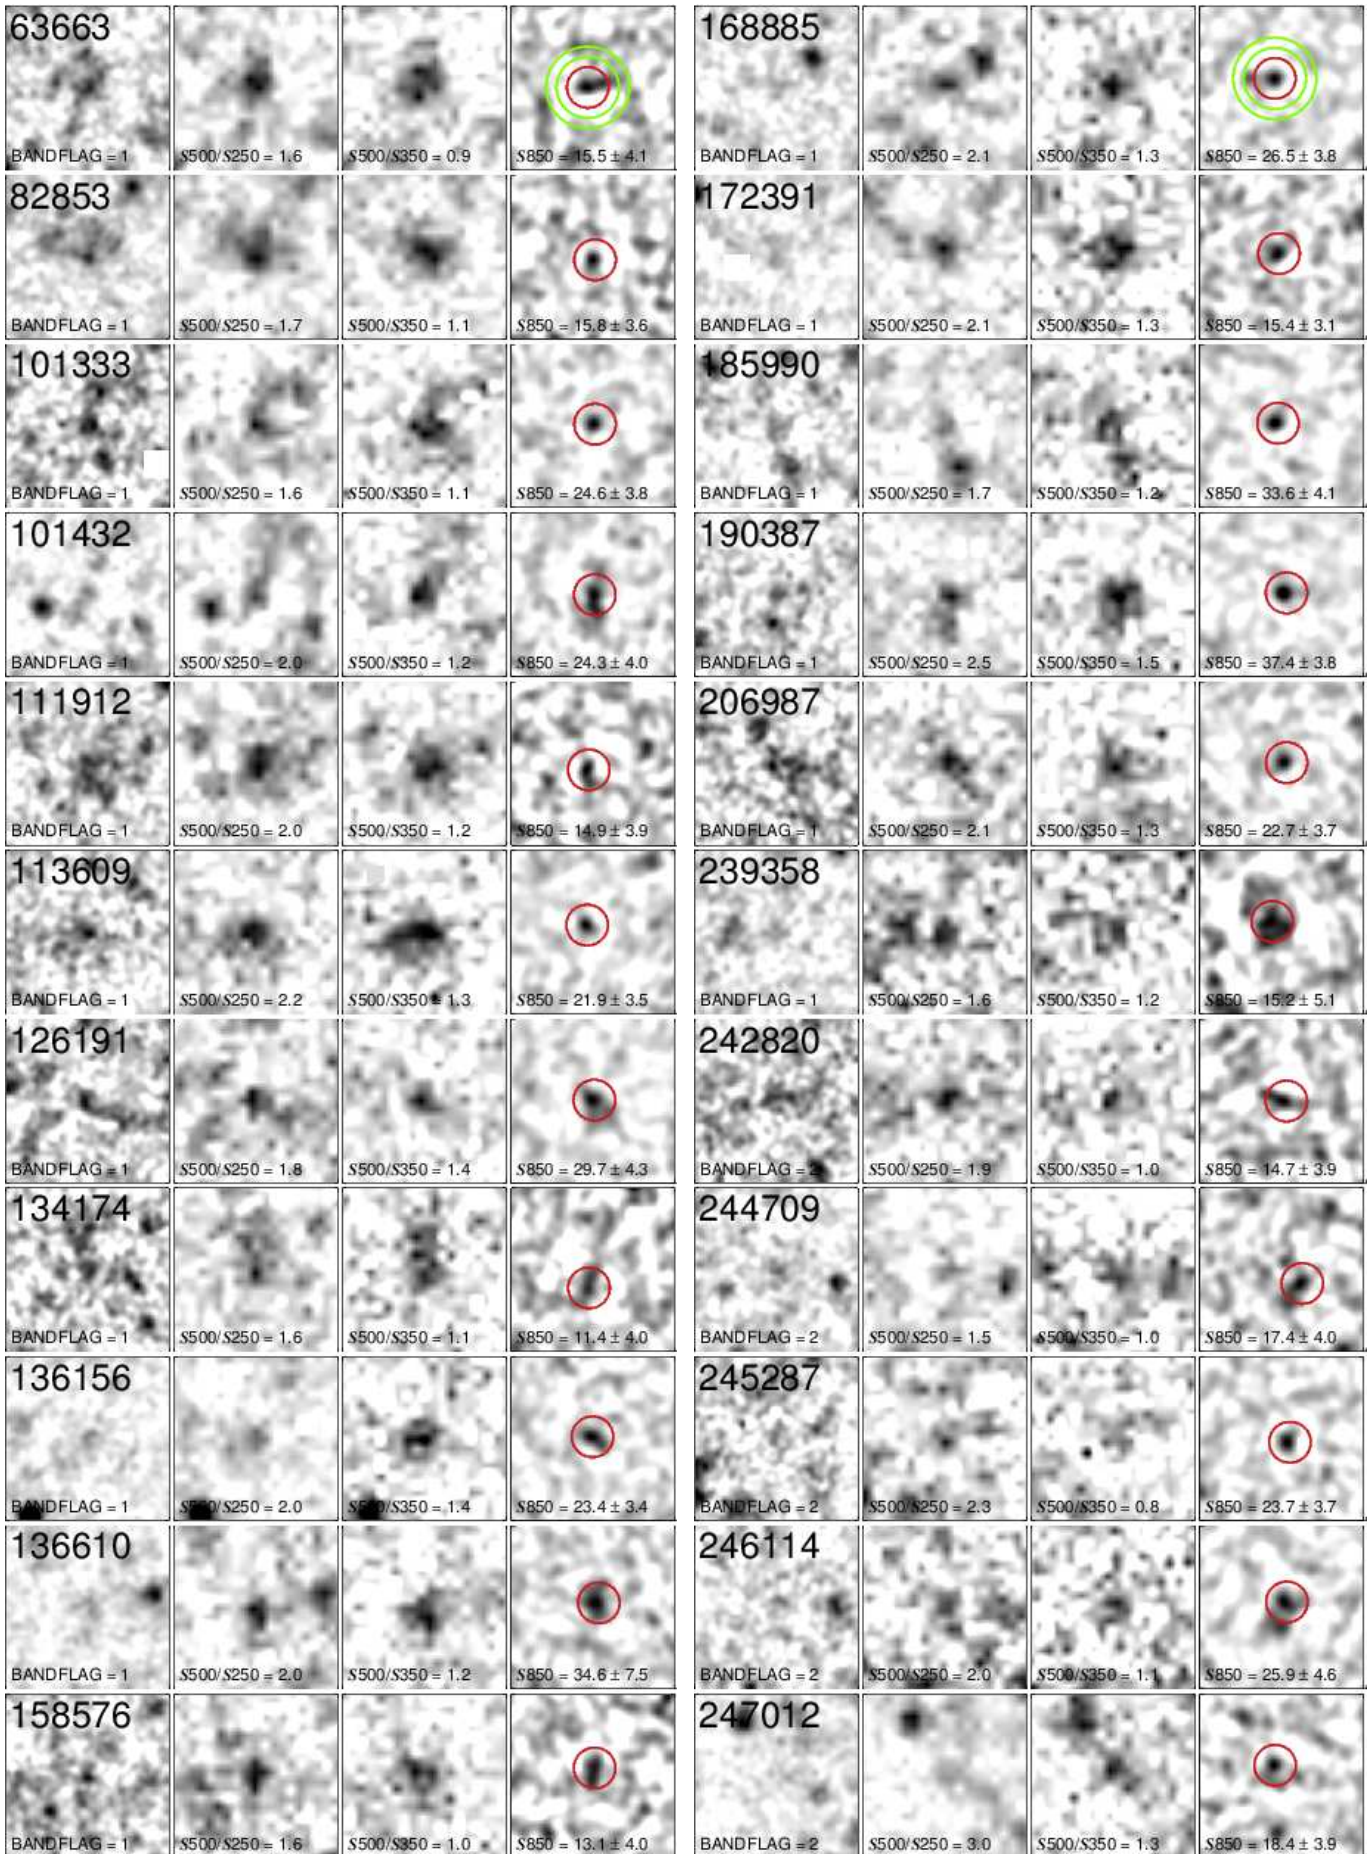 63663
BANDFLAG = 1
S500/S250 = 1.6
S500/S350 = 0.9
S850 = 15.5 ± 4.1
168885
BANDFLAG = 1
S500/S250 = 2.1
S500/S350 = 1.3
S850 = 26.5 ± 3.8
82853
BANDFLAG = 1
S500/S250 = 1.7
S500/S350 = 1.1
S850 = 15.8 ± 3.6
172391
BANDFLAG = 1
S500/S250 = 2.1
S500/S350 = 1.3
S850 = 15.4 ± 3.1
101333
BANDFLAG = 1
S500/S250 = 1.6
S500/S350 = 1.1
S850 = 24.6 ± 3.8
185990
BANDFLAG = 1
S500/S250 = 1.7
S500/S350 = 1.2
S850 = 33.6 ± 4.1
101432
BANDFLAG = 1
S500/S250 = 2.0
S500/S350 = 1.2
S850 = 24.3 ± 4.0
190387
BANDFLAG = 1
S500/S250 = 2.5
S500/S350 = 1.5
S850 = 37.4 ± 3.8
111912
BANDFLAG = 1
S500/S250 = 2.0
S500/S350 = 1.2
S850 = 14.9 ± 3.9
206987
BANDFLAG = 1
S500/S250 = 2.1
S500/S350 = 1.3
S850 = 22.7 ± 3.7
113609
BANDFLAG = 1
S500/S250 = 2.2
S500/S350 = 1.3
S850 = 21.9 ± 3.5
239358
BANDFLAG = 1
S500/S250 = 1.6
S500/S350 = 1.2
S850 = 15.2 ± 5.1
126191
BANDFLAG = 1
S500/S250 = 1.8
S500/S350 = 1.4
S850 = 29.7 ± 4.3
242820
BANDFLAG = 2
S500/S250 = 1.9
S500/S350 = 1.0
S850 = 14.7 ± 3.9
134174
BANDFLAG = 1
S500/S250 = 1.6
S500/S350 = 1.1
S850 = 11.4 ± 4.0
244709
BANDFLAG = 2
S500/S250 = 1.5
S500/S350 = 1.0
S850 = 17.4 ± 4.0
136156
BANDFLAG = 1
S500/S250 = 2.0
S500/S350 = 1.4
S850 = 23.4 ± 3.4
245287
BANDFLAG = 2
S500/S250 = 2.3
S500/S350 = 0.8
S850 = 23.7 ± 3.7
136610
BANDFLAG = 1
S500/S250 = 2.0
S500/S350 = 1.2
S850 = 34.6 ± 7.5
246114
BANDFLAG = 2
S500/S250 = 2.0
S500/S350 = 1.1
S850 = 25.9 ± 4.6
158576
BANDFLAG = 1
S500/S250 = 1.6
S500/S350 = 1.0
S850 = 13.1 ± 4.0
247012
BANDFLAG = 2
S500/S250 = 3.0
S500/S350 = 1.3
S850 = 18.4 ± 3.9